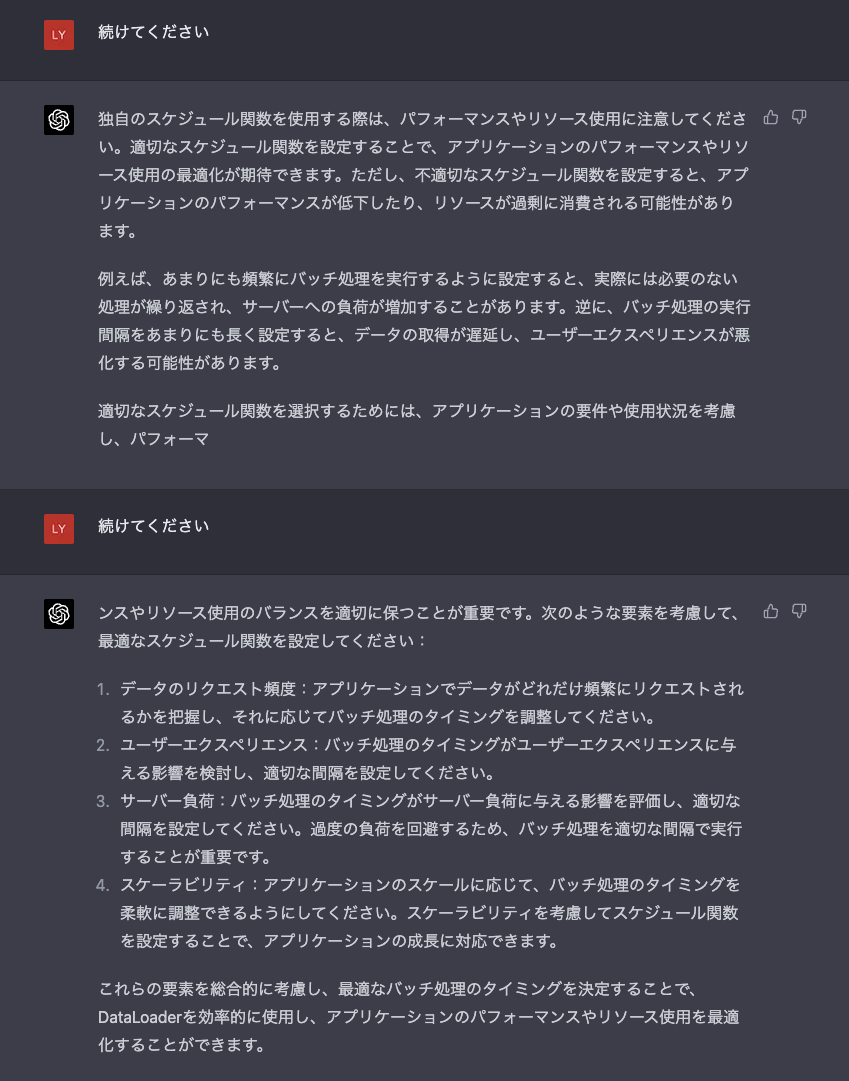 LY
続けてください
独自のスケジュール関数を使用する際は、パフォーマンスやリソース使用に注意してくださ
い。適切なスケジュール関数を設定することで、アプリケーションのパフォーマンスやリソ
ース使用の最適化が期待できます。ただし、不適切なスケジュール関数を設定すると、アプ
リケーションのパフォーマンスが低下したり、リソースが過剰に消費される可能性があり
ます。
例えば、あまりにも頻繁にバッチ処理を実行するように設定すると、実際には必要のない
処理が繰り返され、サーバーへの負荷が増加することがあります。逆に、バッチ処理の実行
間隔をあまりにも長く設定すると、データの取得が遅延し、ユーザーエクスペリエンスが悪
化する可能性があります。
適切なスケジュール関数を選択するためには、アプリケーションの要件や使用状況を考慮
し、パフォーマ
LY
続けてください
ンスやリソース使用のバランスを適切に保つことが重要です。次のような要素を考慮して、
最適なスケジュール関数を設定してください：
1. データのリクエスト頻度：アプリケーションでデータがどれだけ頻繁にリクエストされ
るかを把握し、それに応じてバッチ処理のタイミングを調整してください。
2. ユーザーエクスペリエンス：バッチ処理のタイミングがユーザーエクスペリエンスに与
える影響を検討し、適切な間隔を設定してください。
3. サーバー負荷：バッチ処理のタイミングがサーバー負荷に与える影響を評価し、適切な
間隔を設定してください。過度の負荷を回避するため、バッチ処理を適切な間隔で実行
することが重要です。
4. スケーラビリティ：アプリケーションのスケールに応じて、バッチ処理のタイミングを
柔軟に調整できるようにしてください。スケーラビリティを考慮してスケジュール関数
を設定することで、アプリケーションの成長に対応できます。
これらの要素を総合的に考慮し、最適なバッチ処理のタイミングを決定することで、
DataLoaderを効率的に使用し、アプリケーションのパフォーマンスやリソース使用を最適
化することができます。